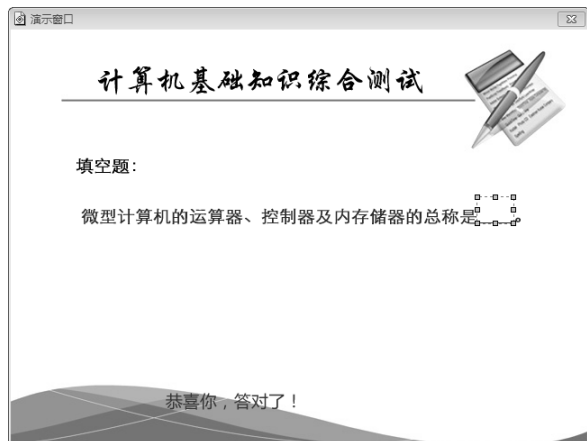 演示窗口
计算机基础知识综合测试
填空题：
微型计算机的运算器、控制器及内存储器的总称是 。
恭喜你，答对了！